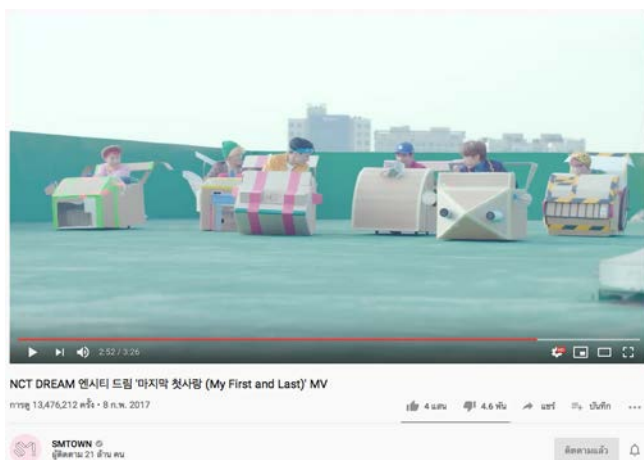 2:52 / 3:26
NCT DREAM 엔시티 드림 '마지막 첫사랑 (My First and Last)' MV
การดู 13,476,212 ครั้ง • 8 ก.พ. 2017
4 แสน 4.6 พัน แชร์ บันทึก
SMTOWN
ผู้ติดตาม 21 ล้าน คน
ติดตามแล้ว